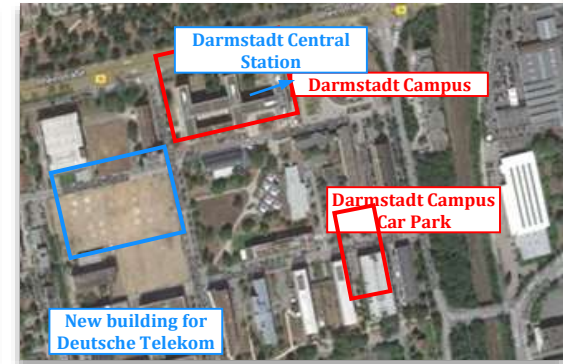 Darmstadt Central
Station
Darmstadt Campus
Darmstadt Campus
Car Park
New building for
Deutsche Telekom